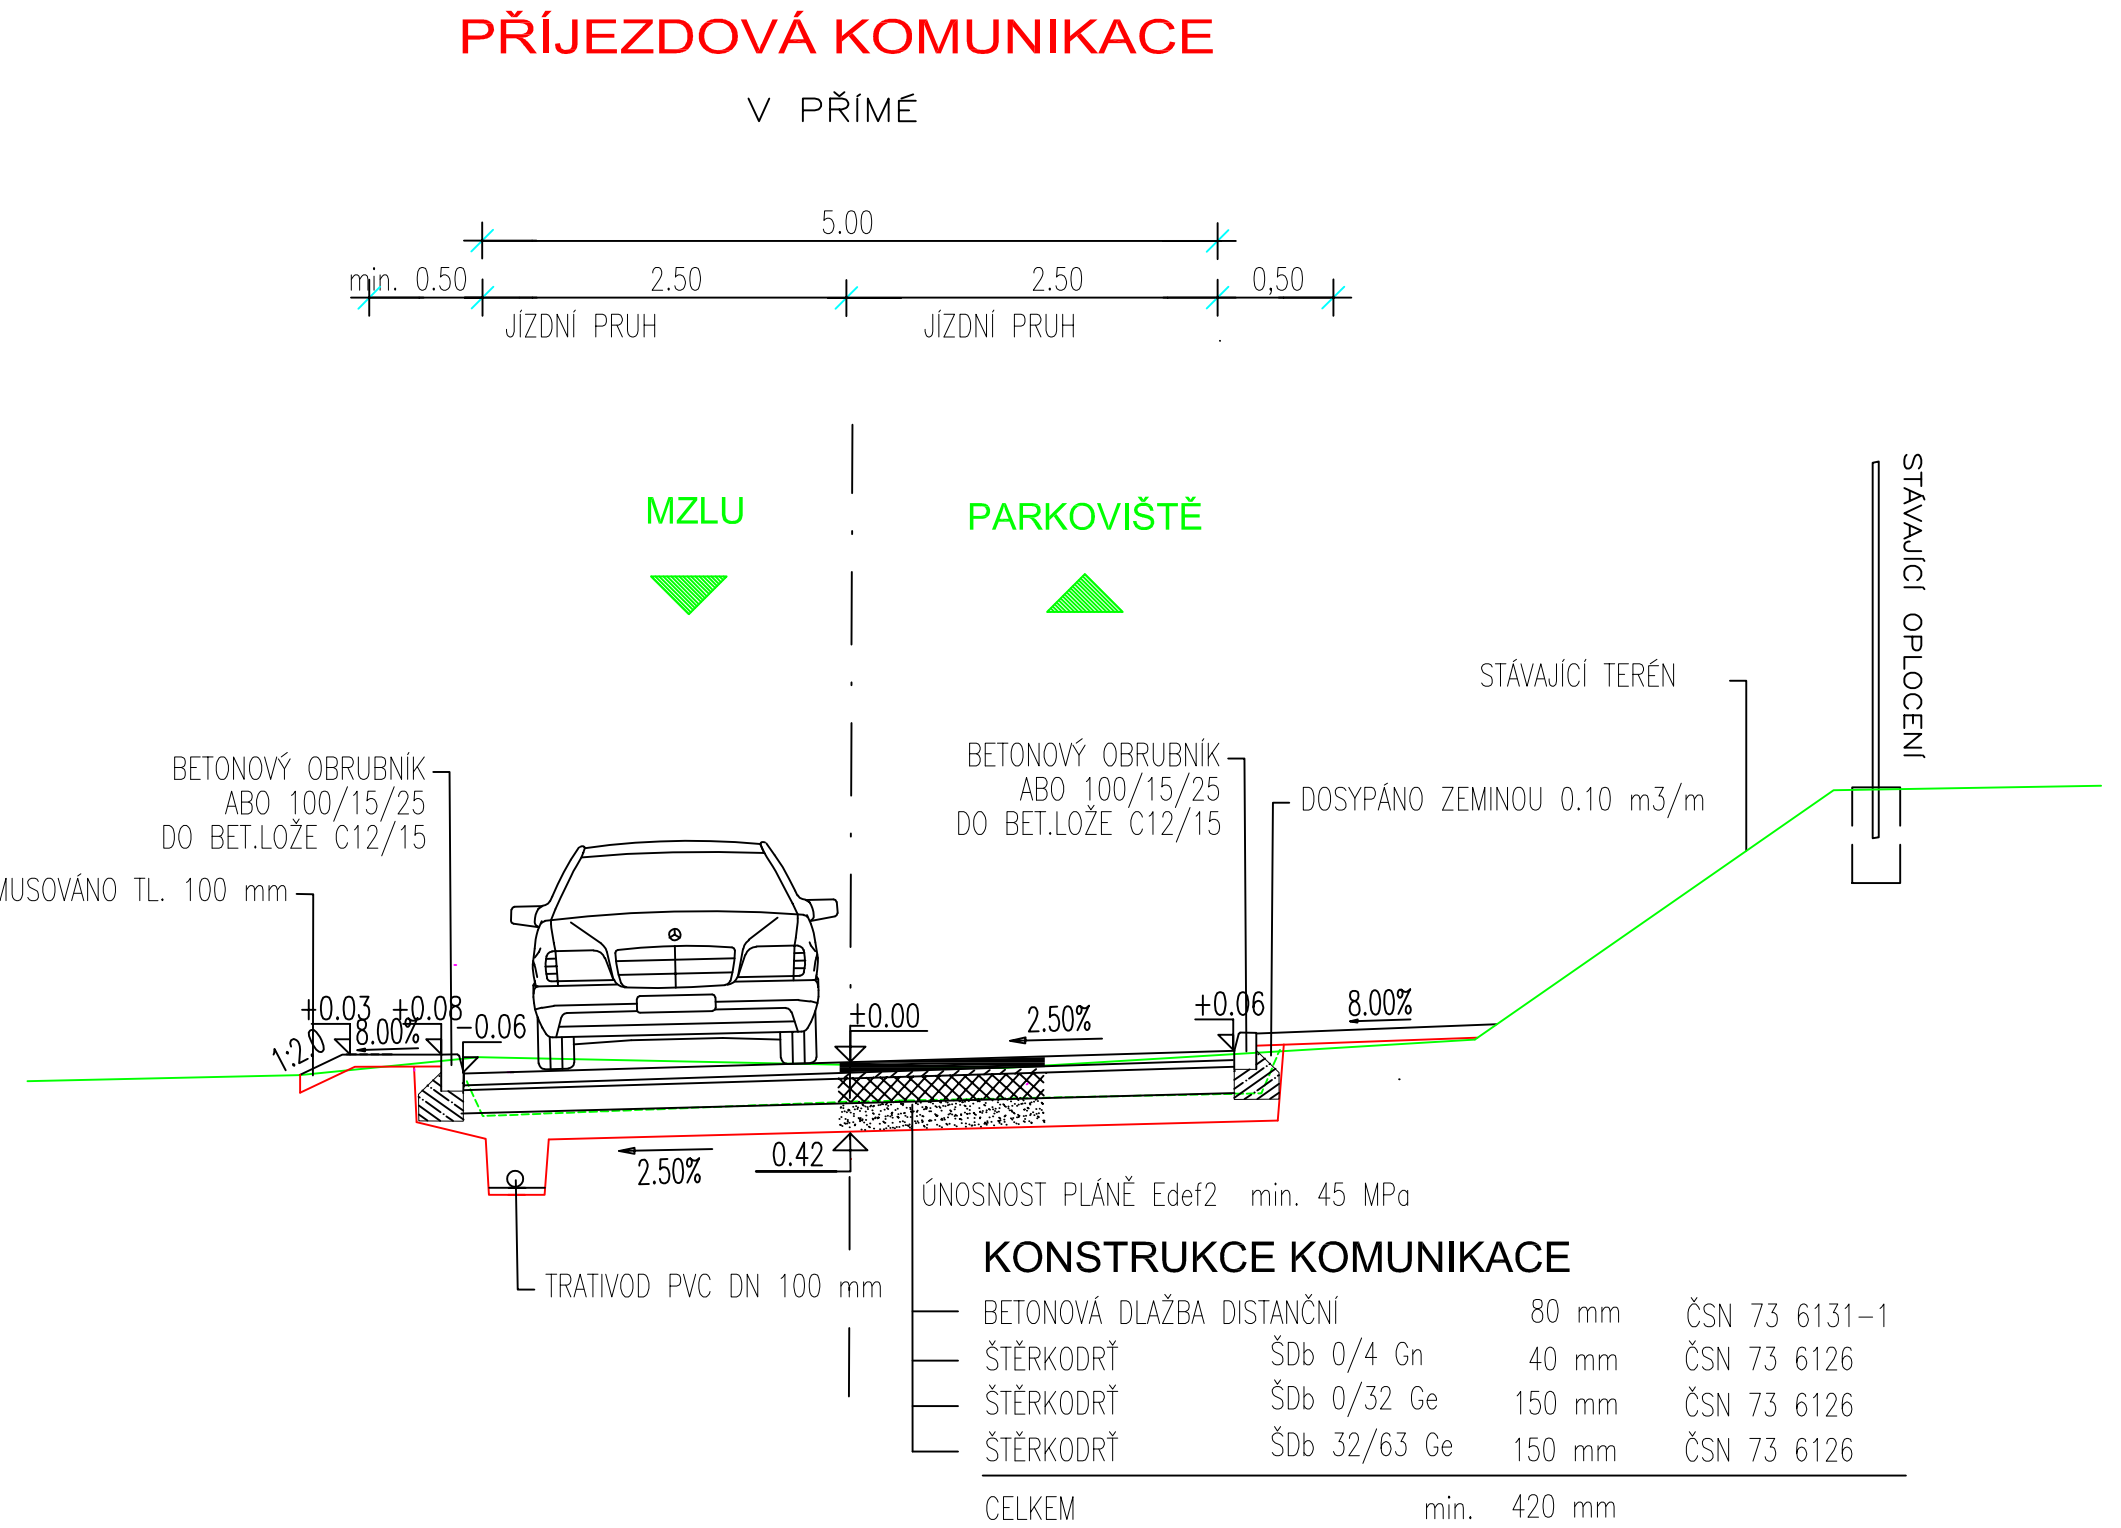 PŘÍJEZDOVÁ KOMUNIKACE
V PŘÍMÉ
5.00
min. 0.50
2.50
2.50
0,50
JÍZDNÍ PRUH
JÍZDNÍ PRUH
MZLU
PARKOVIŠTĚ
STÁVAJÍCÍ OPLOCENÍ
STÁVAJÍCÍ TERÉN
BETONOVÝ OBRUBNÍK
ABO 100/15/25
DO BET.LOŽE C12/15
BETONOVÝ OBRUBNÍK
ABO 100/15/25
DO BET.LOŽE C12/15
DOSYPÁNO ZEMINOU 0.10 m3/m
TL. 100 mm
+0.03
+0.08
-0.06
±0.00
2.50%
+0.06
8.00%
1:2.0
8.00%
2.50%
0.42
ÚNOSNOST PLÁNĚ Edef2 min. 45 MPa
TRATIVOD PVC DN 100 mm
KONSTRUKCE KOMUNIKACE
BETONOVÁ DLAŽBA DISTANČNÍ 80 mm ČSN 73 6131-1
ŠTĚRKODRŤ ŠDb 0/4 Gn 40 mm ČSN 73 6126
ŠTĚRKODRŤ ŠDb 0/32 Ge 150 mm ČSN 73 6126
ŠTĚRKODRŤ ŠDb 32/63 Ge 150 mm ČSN 73 6126
CELKEM min. 420 mm